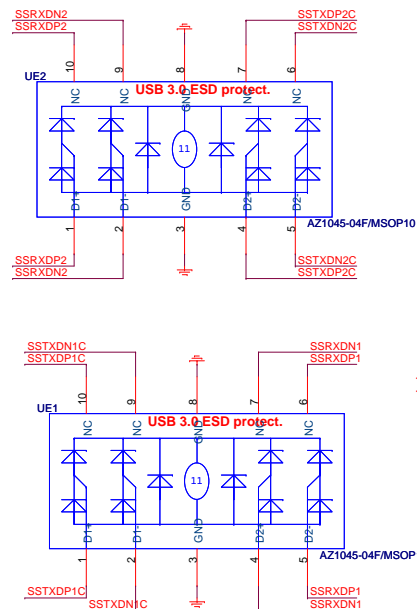 SSRXDN2 SSTXDP2C
SSRXDP2 SSTXDN2C
10 9 8 7 6
UE2
USB 3.0 ESD protect.
NC NC GND NC NC
11
D1+ D1- GND D2+ D2-
1 2 3 4 5
AZ1045-04F/MSOP10
SSRXDP2 SSTXDN2C
SSRXDN2 SSTXDP2C
SSTXDN1C SSRXDN1
SSTXDP1C SSRXDP1
10 9 8 7 6
UE1
USB 3.0 ESD protect.
NC NC GND NC NC
11
D1+ D1- GND D2+ D2-
1 2 3 4 5
AZ1045-04F/MSOP
SSTXDP1C SSRXDP1
SSTXDN1C SSRXDN1